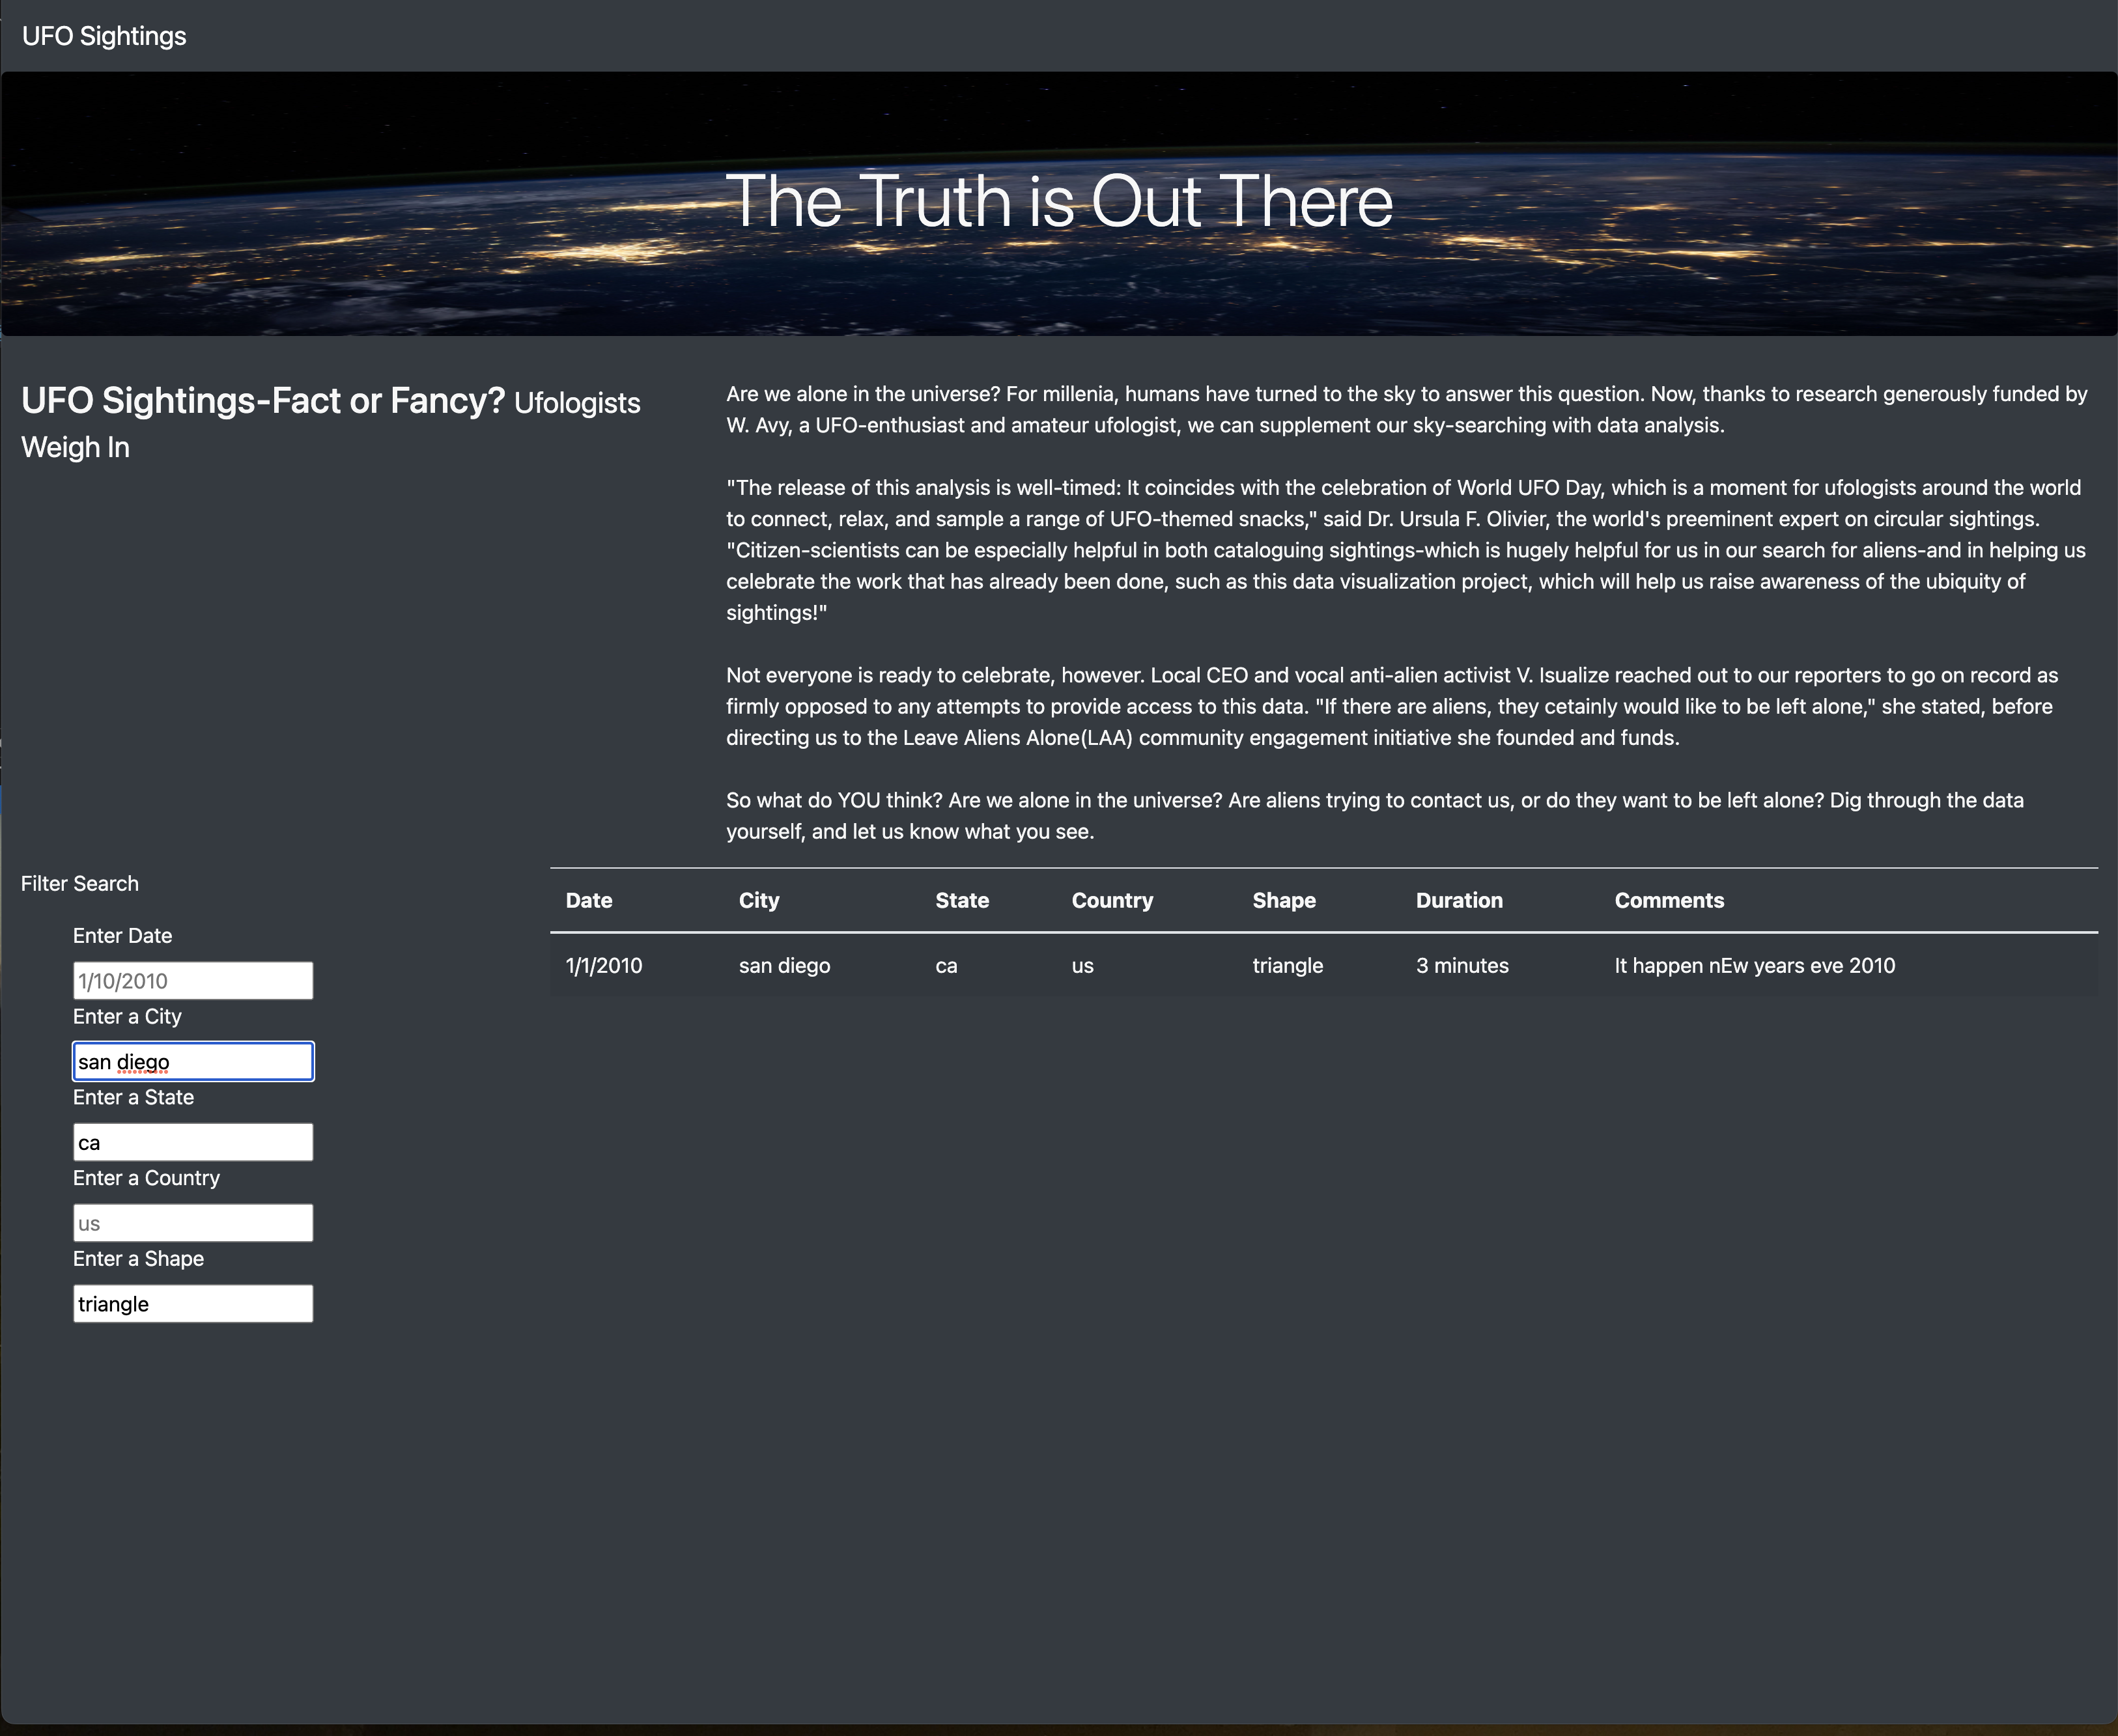 UFO Sightings
The Truth is Out There
UFO Sightings-Fact or Fancy? Ufologists
Weigh In
Are we alone in the universe? For millenia, humans have turned to the sky to answer this question. Now, thanks to research generously funded by
W. Avy, a UFO-enthusiast and amateur ufologist, we can supplement our sky-searching with data analysis.
"The release of this analysis is well-timed: It coincides with the celebration of World UFO Day, which is a moment for ufologists around the world
to connect, relax, and sample a range of UFO-themed snacks," said Dr. Ursula F. Olivier, the world's preeminent expert on circular sightings.
"Citizen-scientists can be especially helpful in both cataloguing sightings-which is hugely helpful for us in our search for aliens-and in helping us
celebrate the work that has already been done, such as this data visualization project, which will help us raise awareness of the ubiquity of
sightings!"
Not everyone is ready to celebrate, however. Local CEO and vocal anti-alien activist V. Isualize reached out to our reporters to go on record as
firmly opposed to any attempts to provide access to this data. "If there are aliens, they cetainly would like to be left alone," she stated, before
directing us to the Leave Aliens Alone(LAA) community engagement initiative she founded and funds.
So what do YOU think? Are we alone in the universe? Are aliens trying to contact us, or do they want to be left alone? Dig through the data
yourself, and let us know what you see.
Filter Search
Enter Date
1/10/2010
Enter a City
san diego
Enter a State
ca
Enter a Country
us
Enter a Shape
triangle
Date City State Country Shape Duration Comments
1/1/2010 san diego ca us triangle 3 minutes It happen nEw years eve 2010